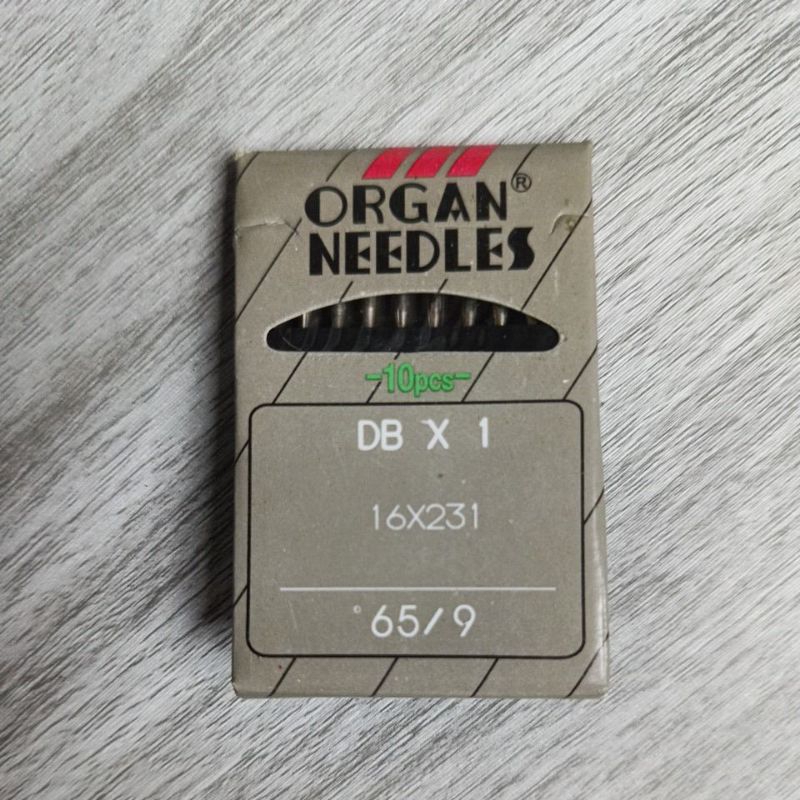 ORGAN®
NEEDLES
-10pcs-
DB X 1
16X231
°65/9